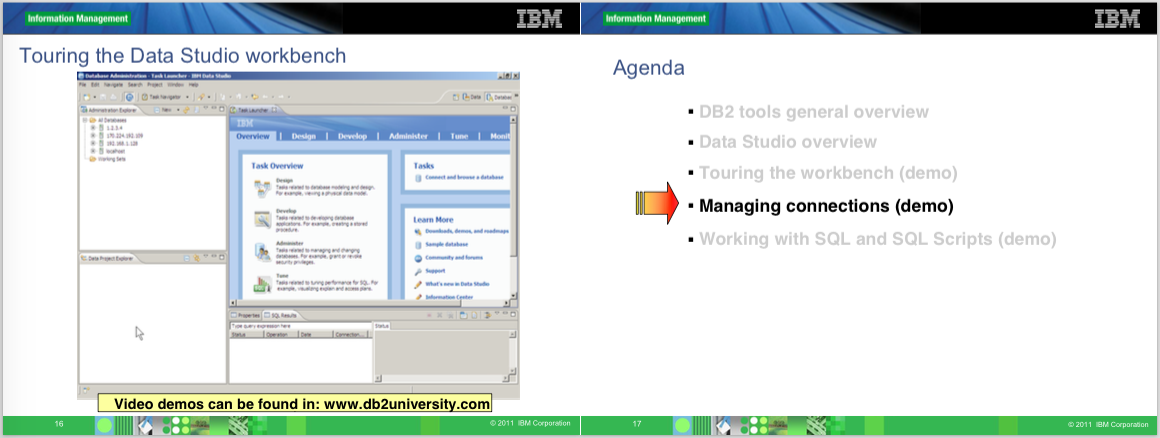 Information Management
IBM
Touring the Data Studio workbench
Database Administration - Task Launcher - IBM Data Studio
File Edit Navigate Search Project Window Help
Task Navigator
Data
Databas
Administration Explorer
New
All Databases
1.2.3.4
170.224.192.159
192.168.1.128
localhost
Working Sets
Data Project Explorer
Task Launcher
IBM
Overview | Design | Develop | Administer | Tune | Moni
Task Overview
Design
Tasks related to database modeling and design.
For example, viewing a physical data model.
Develop
Tasks related to developing database
applications. For example, creating a stored
procedure.
Administer
Tasks related to managing and changing
databases. For example, grant or revoke
security privileges.
Tune
Tasks related to tuning performance for SQL. For
example, visualizing explain and access plans.
Tasks
Connect and browse a database
Learn More
Downloads, demos, and roadmaps
Sample database
Community and forums
Support
What's new in Data Studio
Information Center
Properties
SQL Results
Type query expression here
Status
Operation
Date
Connection...
Status
Video demos can be found in: www.db2university.com
16
© 2011 IBM Corporation
Information Management
IBM
Agenda
▪ DB2 tools general overview
▪ Data Studio overview
▪ Touring the workbench (demo)
▪ Managing connections (demo)
▪ Working with SQL and SQL Scripts (demo)
17
© 2011 IBM Corporation